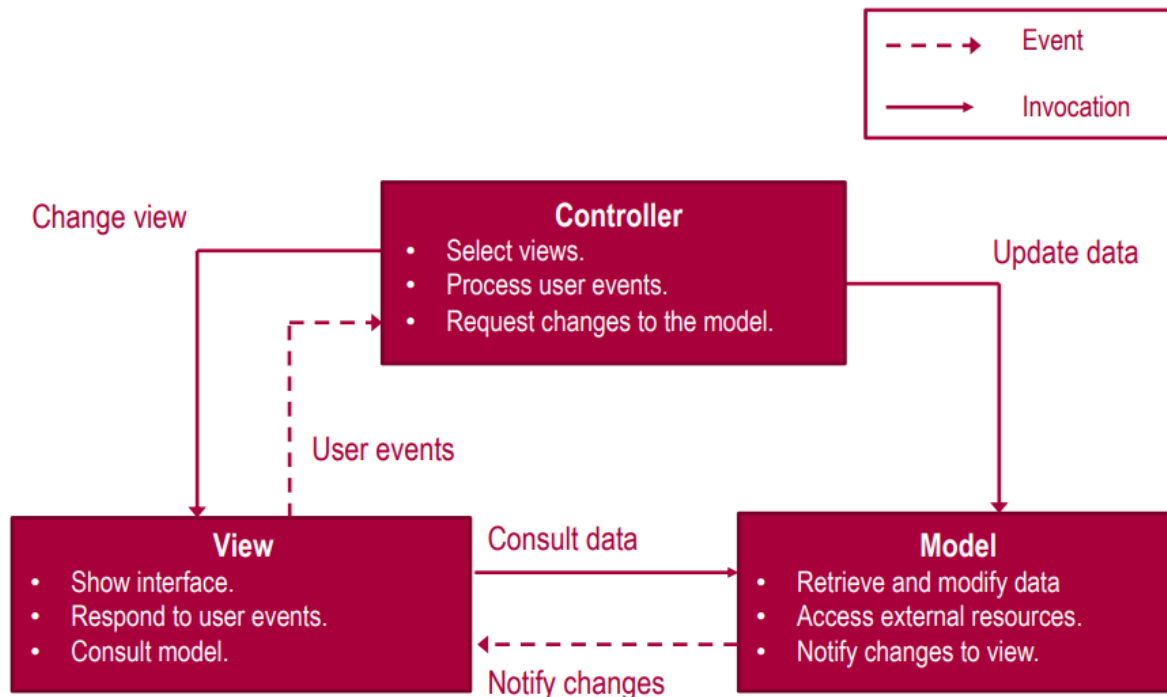 Event
Invocation
Change view
Controller
• Select views.
• Process user events.
• Request changes to the model.
Update data
User events
View
• Show interface.
• Respond to user events.
• Consult model.
Consult data
Notify changes
Model
• Retrieve and modify data
• Access external resources.
• Notify changes to view.